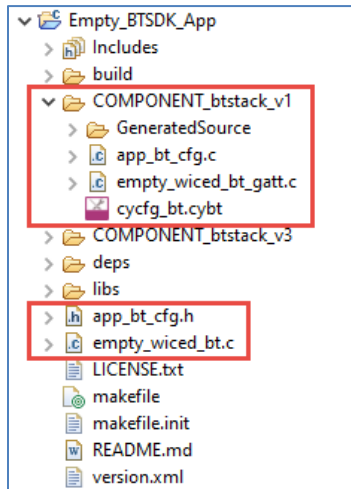 Empty_BTSDK_App
Includes
build
COMPONENT_btstack_v1
GeneratedSource
app_bt_cfg.c
empty_wiced_bt_gatt.c
cycfg_bt.cybt
COMPONENT_btstack_v3
deps
libs
app_bt_cfg.h
empty_wiced_bt.c
LICENSE.txt
makefile
makefile.init
README.md
version.xml